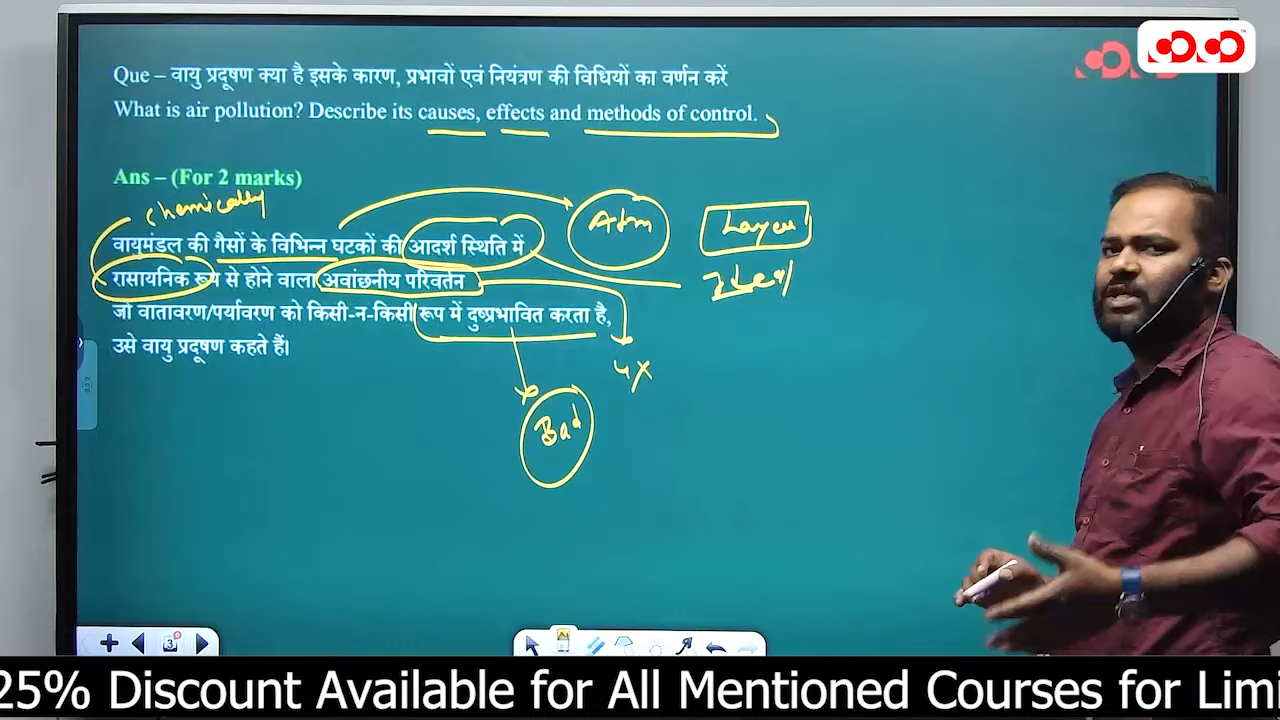 Que – वायु प्रदूषण क्या है इसके कारण, प्रभावों एवं नियंत्रण की विधियों का वर्णन करें
What is air pollution? Describe its causes, effects and methods of control.
Ans – (For 2 marks)
chemically
वायुमंडल की गैसों के विभिन्न घटकों की आदर्श स्थिति में
Atm
Layer
रासायनिक रूप से होने वाला अवांछनीय परिवर्तन
जो वातावरण/पर्यावरण को किसी-न-किसी रूप में दुष्प्रभावित करता है,
उसे वायु प्रदूषण कहते हैं।
Bad
3
25% Discount Available for All Mentioned Courses for Limi